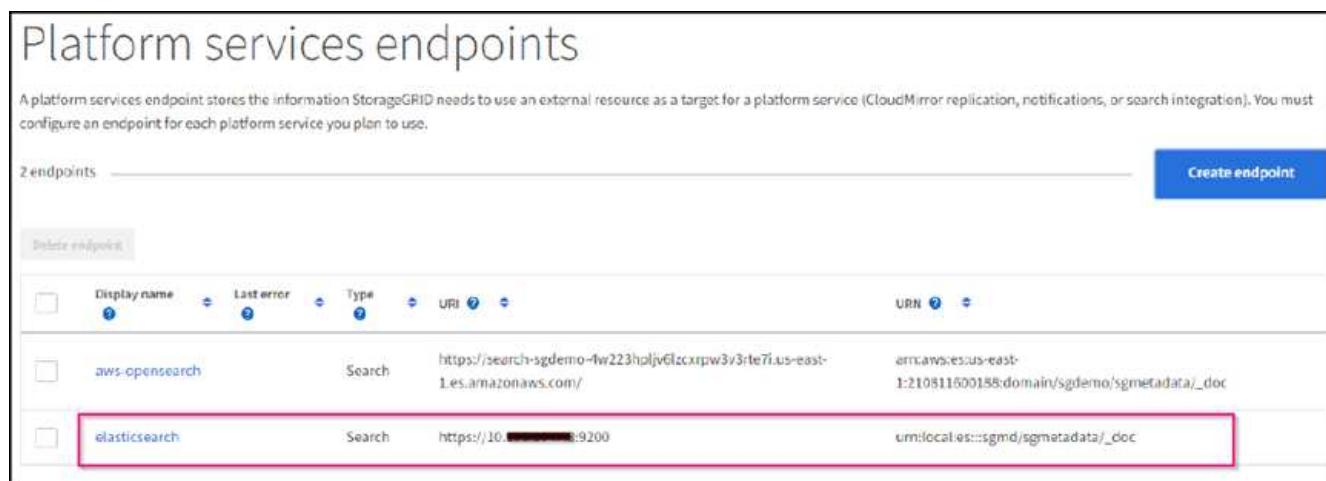 Platform services endpoints
A platform services endpoint stores the information StorageGRID needs to use an external resource as a target for a platform service (CloudMirror replication, notifications, or search integration). You must
configure an endpoint for each platform service you plan to use.
2 endpoints
Create endpoint
Delete endpoint
Display name Last error Type URI URN
aws-opensearch Search https://search-sgdemo-4w223hpljv6lzcxrpw3v3rte7i.us-east-1.es.amazonaws.com/ arn:aws:es:us-east-1:210811600188:domain/sgdemo/sgmetadata/_doc
elasticsearch Search https://10. :9200 urn:local:es:::sgmd/sgmetadata/_doc